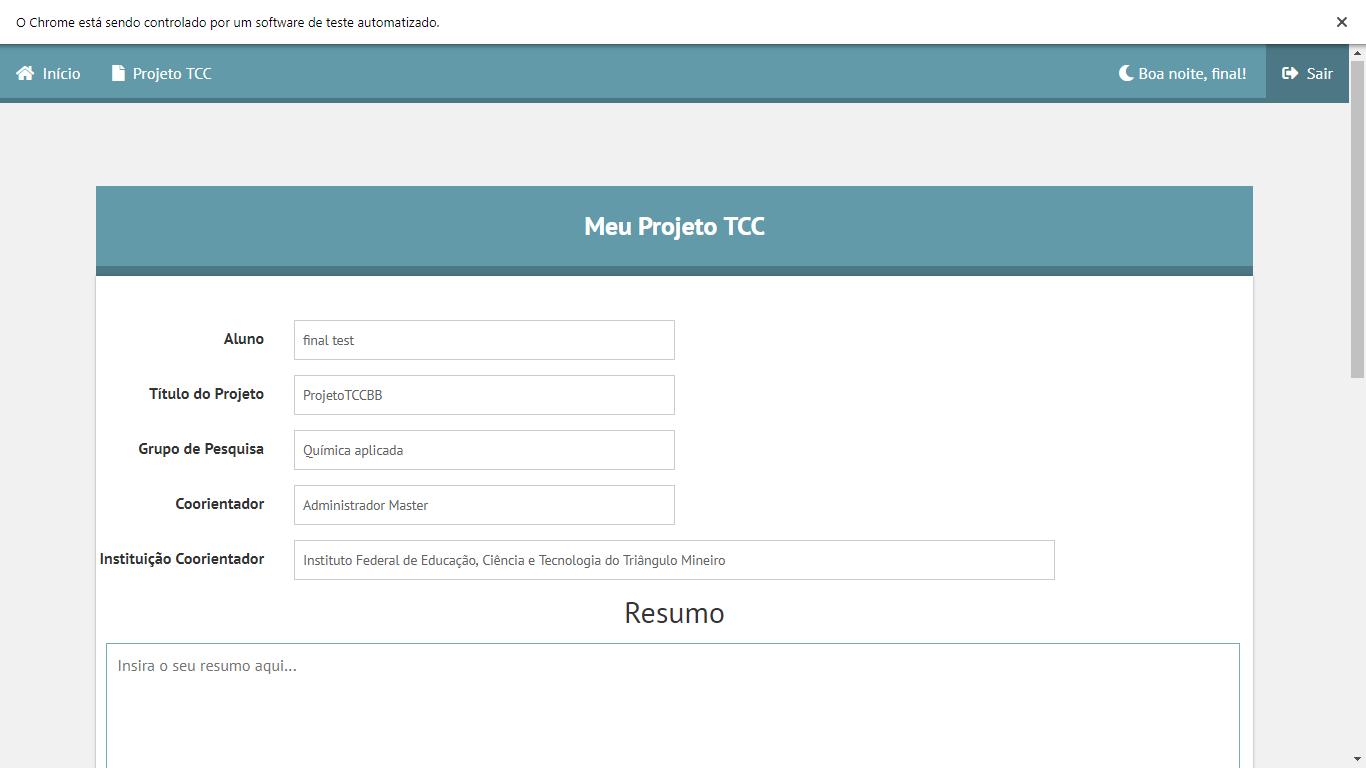 O Chrome está sendo controlado por um software de teste automatizado.
Início Projeto TCC Boa noite, final! Sair
Meu Projeto TCC
Aluno final test
Título do Projeto ProjetoTCCBB
Grupo de Pesquisa Química aplicada
Coorientador Administrador Master
Instituição Coorientador Instituto Federal de Educação, Ciência e Tecnologia do Triângulo Mineiro
Resumo
Insira o seu resumo aqui...